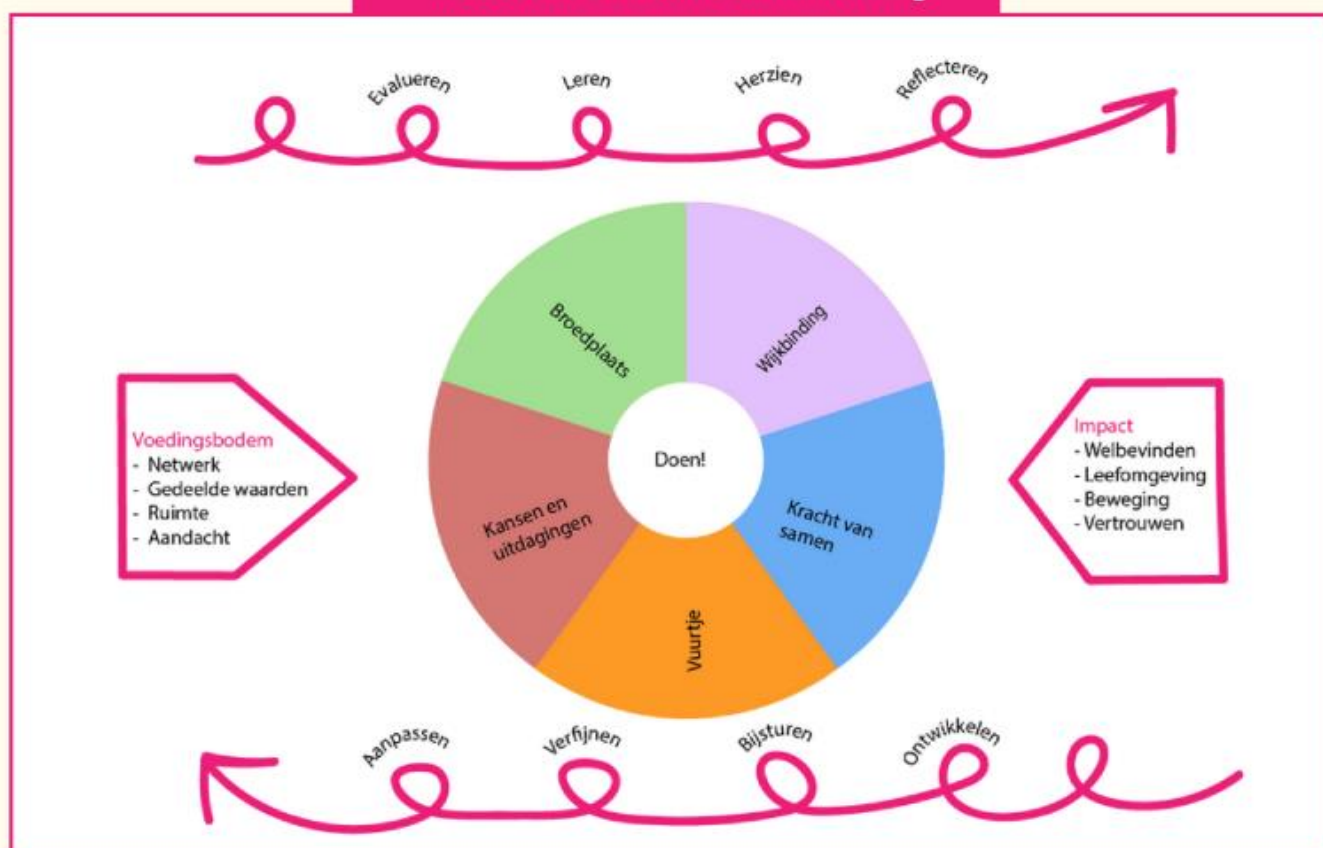 Evalueren
Leren
Herzien
Reflecteren
Broedplaats
Wijkbinding
Voedingsbodem
- Netwerk
- Gedeelde waarden
- Ruimte
- Aandacht
Kansen en
uitdagingen
Doen!
Kracht van
samen
Impact
- Welbevinden
- Leefomgeving
- Beweging
- Vertrouwen
Vuurtje
Aanpassen
Verfijnen
Bijsturen
Ontwikkelen